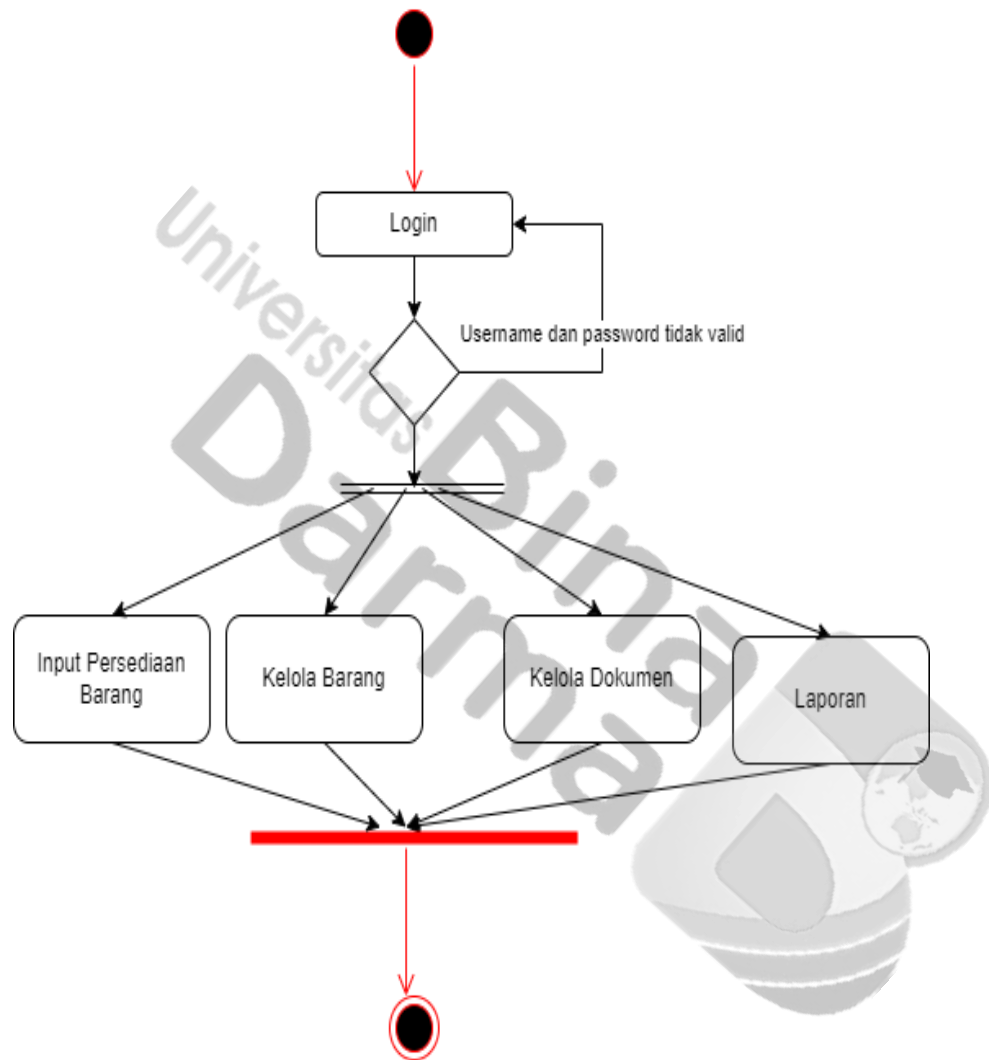 Login
Username dan password tidak valid
Universitas
Bina
Darma
Input Persediaan
Barang
Kelola Barang
Kelola Dokumen
Laporan